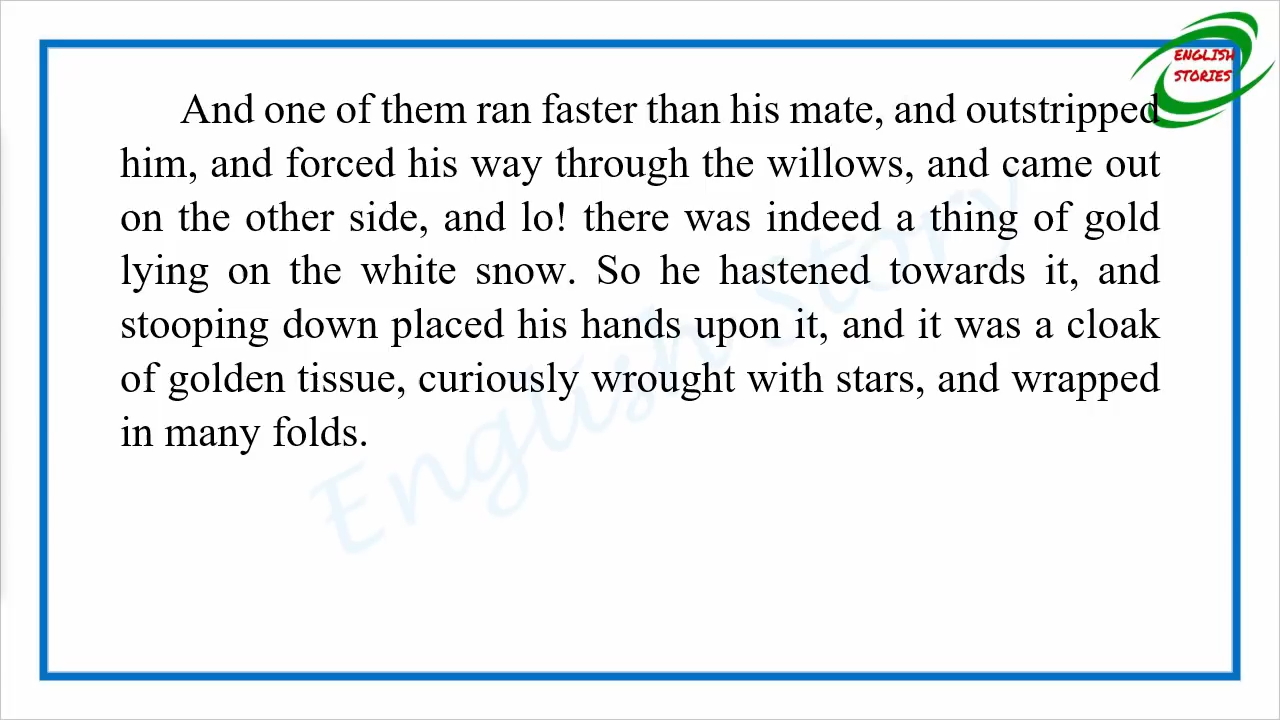 ENGLISH
STORIES
And one of them ran faster than his mate, and outstripped
him, and forced his way through the willows, and came out
on the other side, and lo! there was indeed a thing of gold
lying on the white snow. So he hastened towards it, and
stooping down placed his hands upon it, and it was a cloak
of golden tissue, curiously wrought with stars, and wrapped
in many folds.
English Story